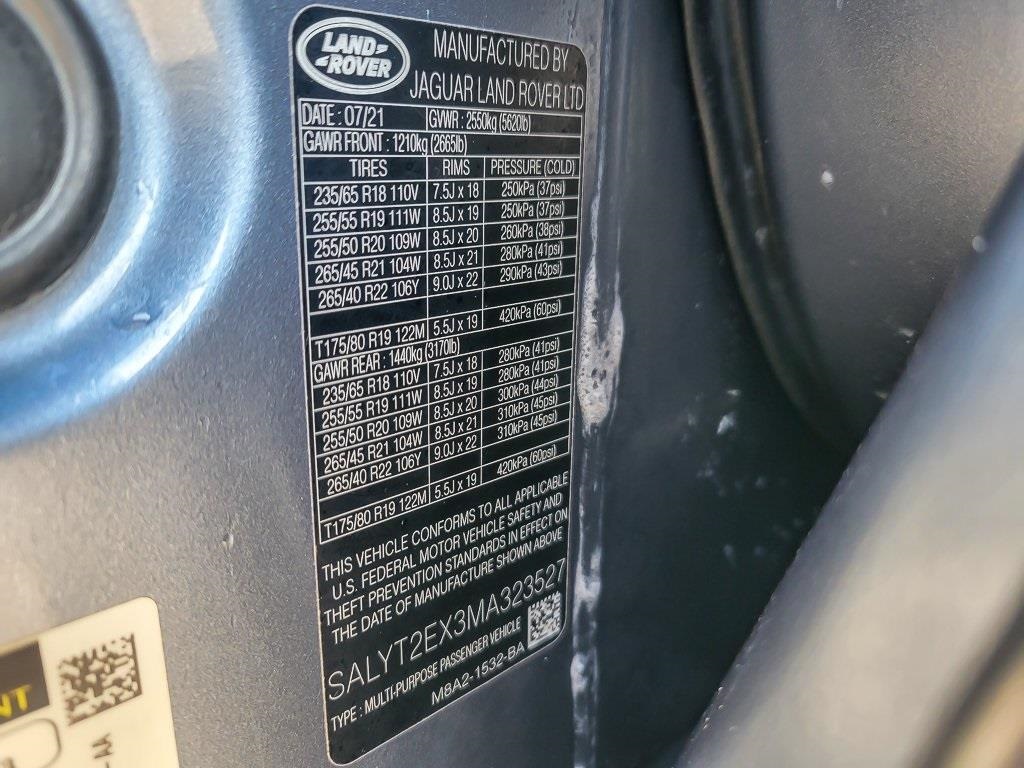 LAND
ROVER
MANUFACTURED BY
JAGUAR LAND ROVER LTD
DATE : 07/21 GVWR : 2550kg (5620lb)
GAWR FRONT : 1210kg (2665lb)
TIRES RIMS PRESSURE (COLD)
235/65 R18 110V 7.5J x 18 250kPa (37psi)
255/55 R19 111W 8.5J x 19 250kPa (37psi)
255/50 R20 109W 8.5J x 20 260kPa (38psi)
265/45 R21 104W 8.5J x 21 280kPa (41psi)
265/40 R22 106Y 9.0J x 22 290kPa (43psi)
T175/80 R19 122M 5.5J x 19 420kPa (60psi)
GAWR REAR : 1440kg (3170lb)
235/65 R18 110V 7.5J x 18 280kPa (41psi)
255/55 R19 111W 8.5J x 19 280kPa (41psi)
255/50 R20 109W 8.5J x 20 300kPa (44psi)
265/45 R21 104W 8.5J x 21 310kPa (45psi)
265/40 R22 106Y 9.0J x 22 310kPa (45psi)
T175/80 R19 122M 5.5J x 19 420kPa (60psi)
THIS VEHICLE CONFORMS TO ALL APPLICABLE
U.S. FEDERAL MOTOR VEHICLE SAFETY AND
THEFT PREVENTION STANDARDS IN EFFECT ON
THE DATE OF MANUFACTURE SHOWN ABOVE
SALYT2EX3MA323527
TYPE : MULTI-PURPOSE PASSENGER VEHICLE
M8A2-1532-BA